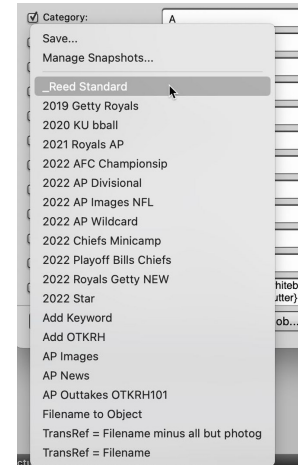 Category:
A
Save...
Manage Snapshots...
_Reed Standard
2019 Getty Royals
2020 KU bball
2021 Royals AP
2022 AFC Championsip
2022 AP Divisional
2022 AP Images NFL
2022 AP Wildcard
2022 Chiefs Minicamp
2022 Playoff Bills Chiefs
2022 Royals Getty NEW
2022 Star
Add Keyword
Add OTKRH
AP Images
AP News
AP Outtakes OTKRH101
Filename to Object
TransRef = Filename minus all but photog
TransRef = Filename